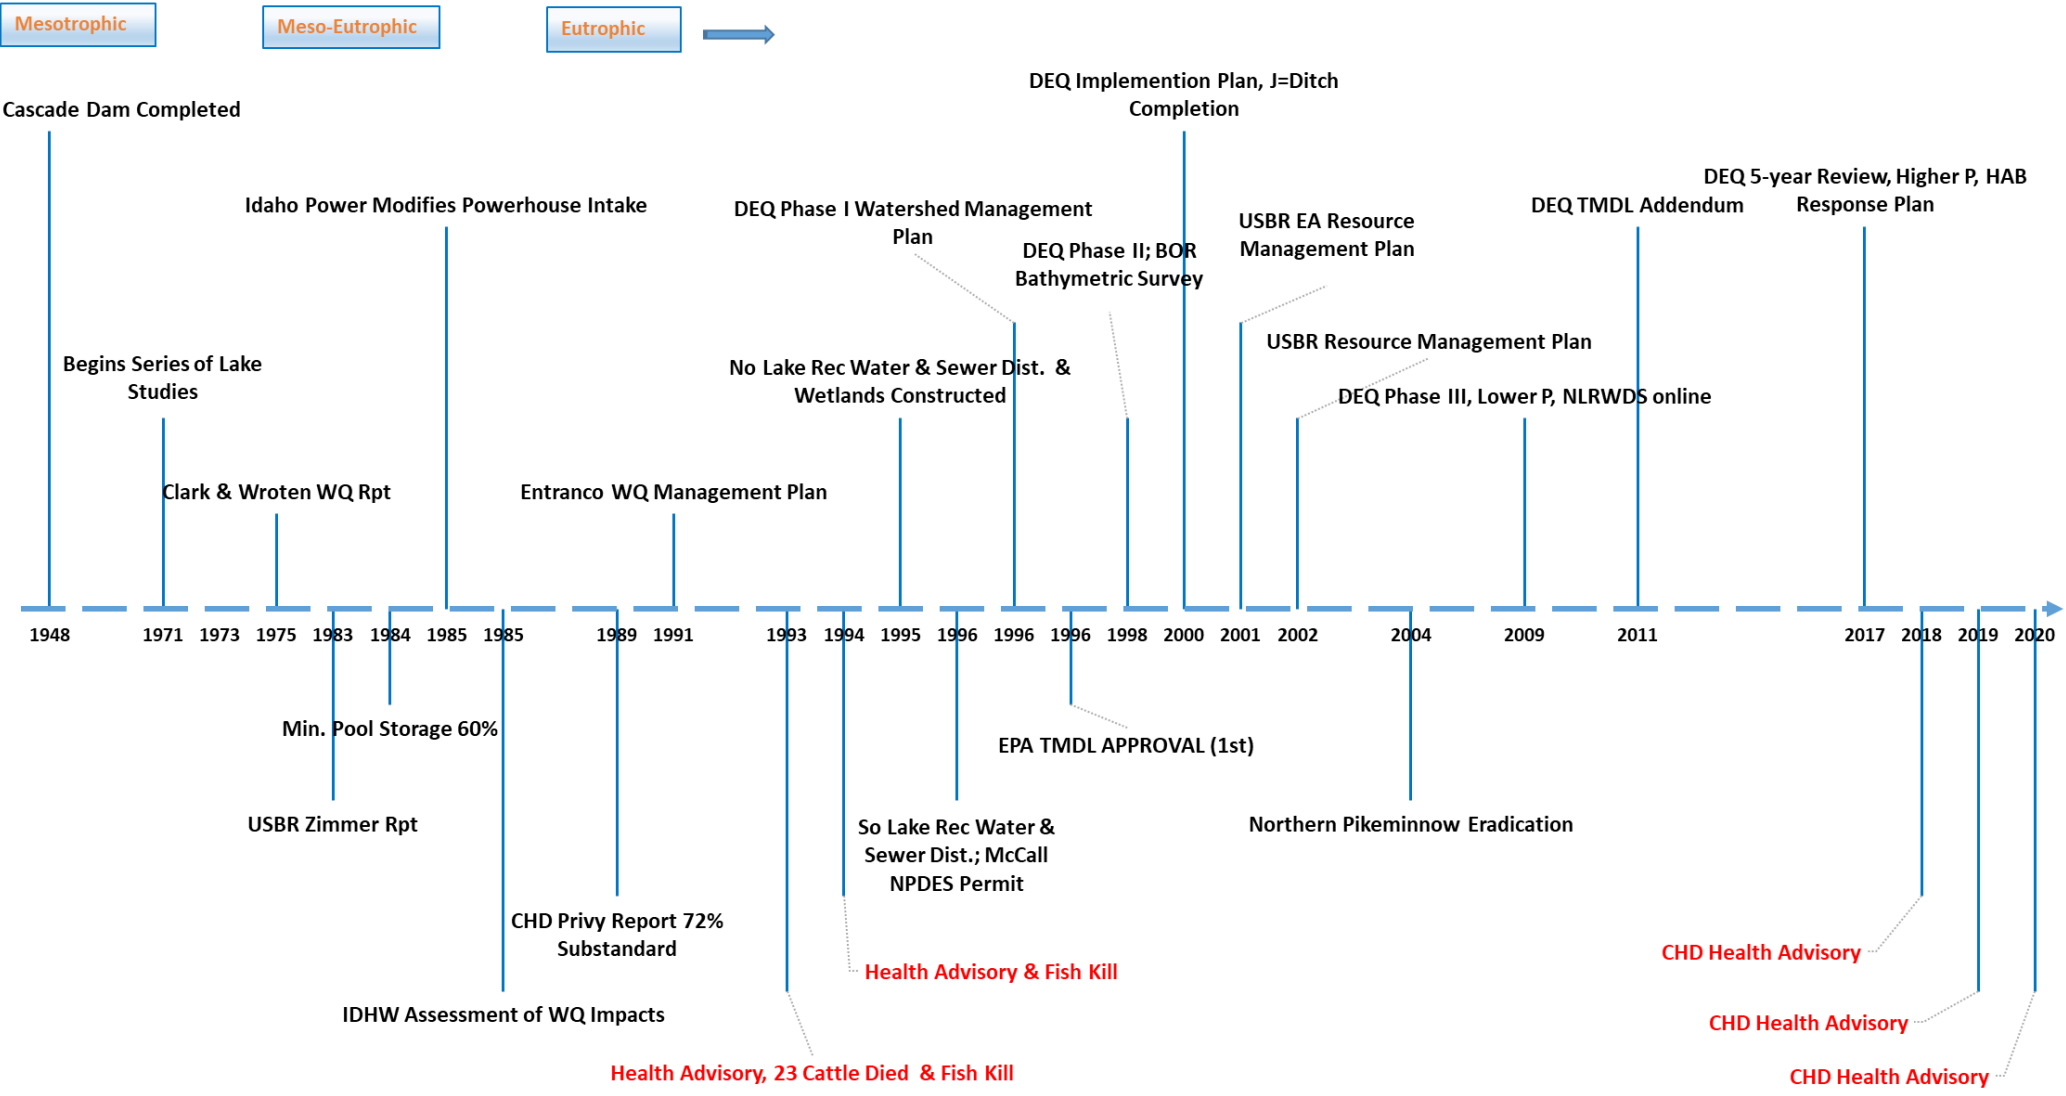 Mesotrophic
Meso-Eutrophic
Eutrophic
DEQ Implemention Plan, J=Ditch
Completion
Cascade Dam Completed
DEQ 5-year Review, Higher P, HAB
Response Plan
Idaho Power Modifies Powerhouse Intake
DEQ Phase I Watershed Management
Plan
DEQ TMDL Addendum
USBR EA Resource
Management Plan
DEQ Phase II; BOR
Bathymetric Survey
USBR Resource Management Plan
Begins Series of Lake
Studies
No Lake Rec Water & Sewer Dist. &
Wetlands Constructed
DEQ Phase III, Lower P, NLRWDS online
Clark & Wroten WQ Rpt
Entranco WQ Management Plan
1948 1971 1973 1975 1983 1984 1985 1985 1989 1991 1993 1994 1995 1996 1996 1996 1998 2000 2001 2002 2004 2009 2011 2017 2018 2019 2020
Min. Pool Storage 60%
EPA TMDL APPROVAL (1st)
USBR Zimmer Rpt
So Lake Rec Water &
Sewer Dist.; McCall
NPDES Permit
Northern Pikeminnow Eradication
CHD Privy Report 72%
Substandard
CHD Health Advisory
Health Advisory & Fish Kill
IDHW Assessment of WQ Impacts
CHD Health Advisory
Health Advisory, 23 Cattle Died & Fish Kill
CHD Health Advisory